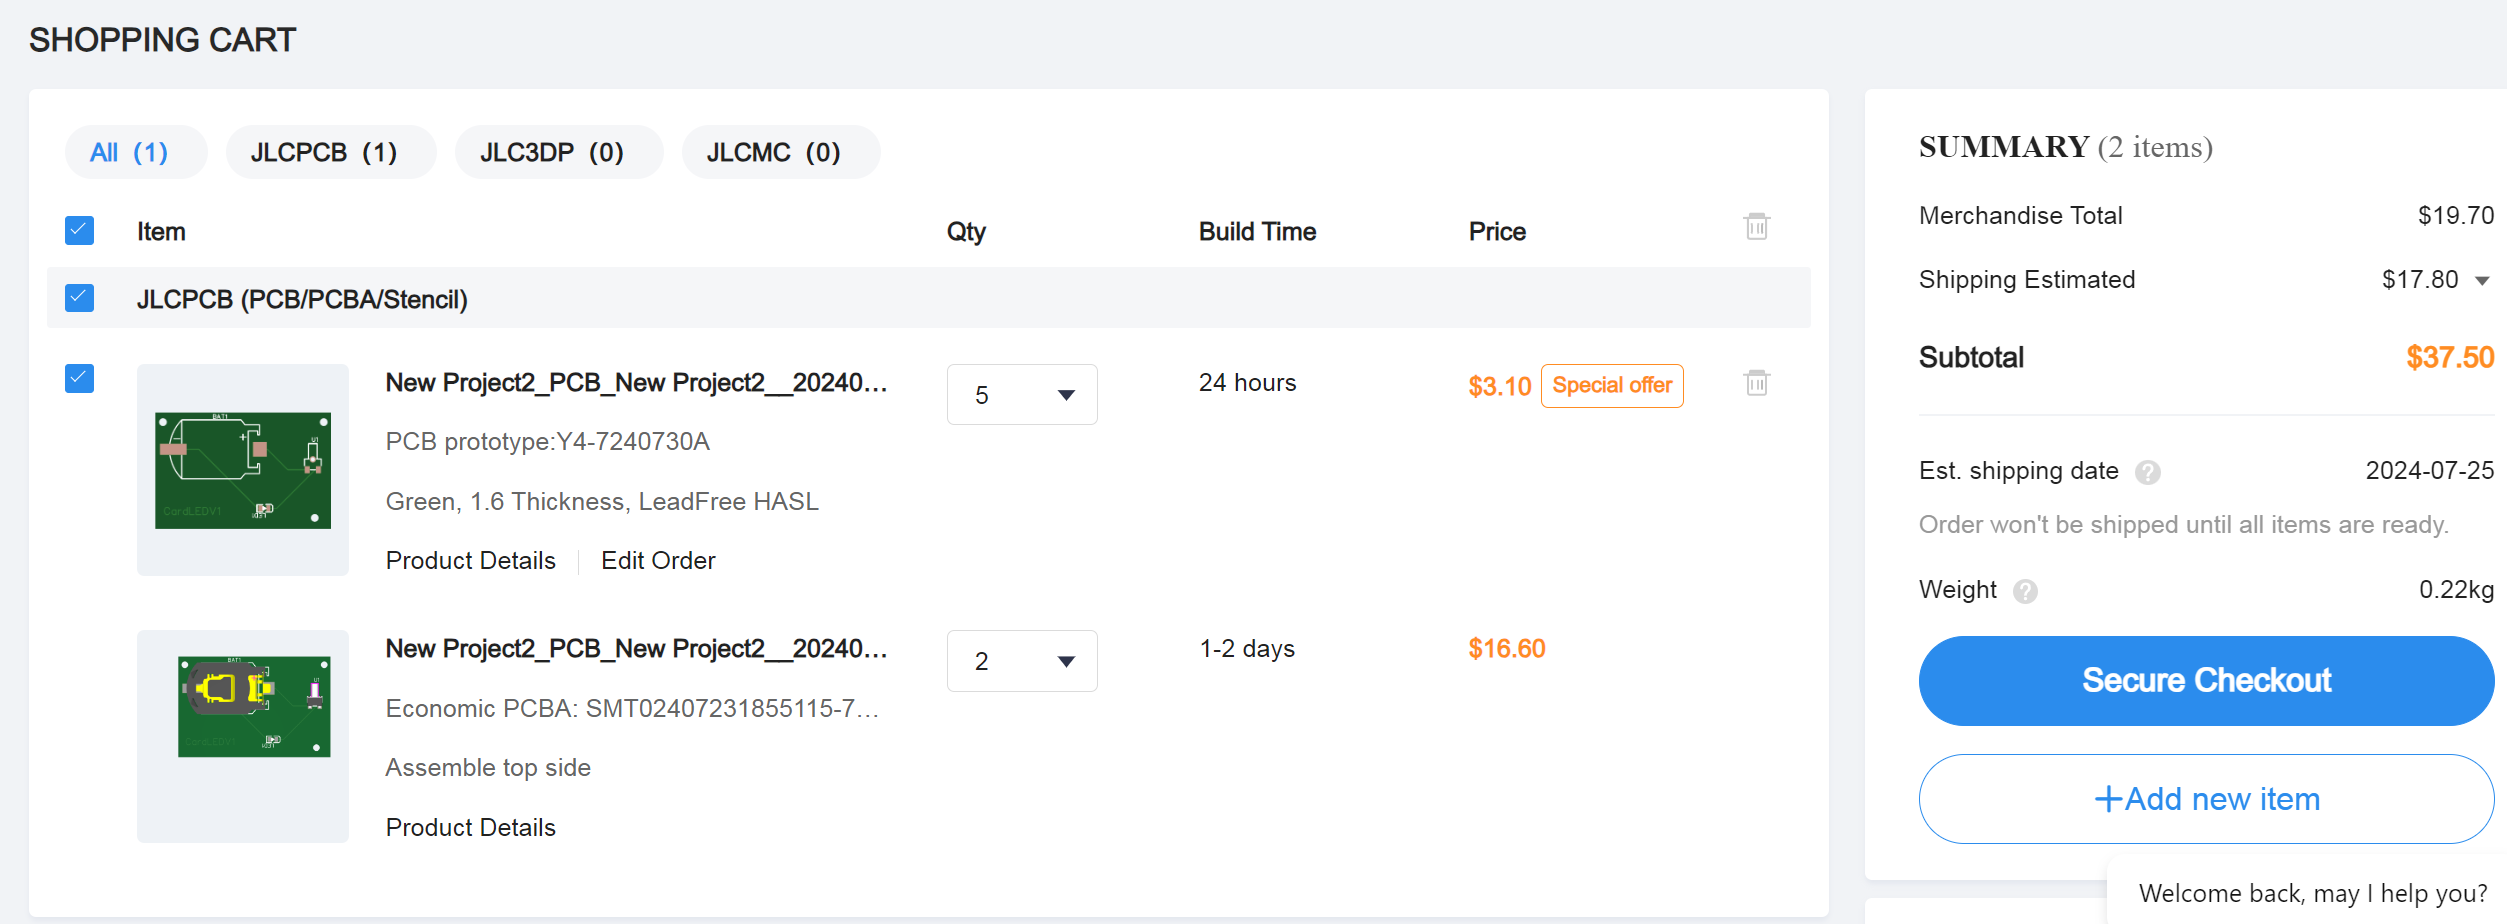 SHOPPING CART
All (1) JLCPCB (1) JLC3DP (0) JLCMC (0)
Item Qty Build Time Price
JLCPCB (PCB/PCBA/Stencil)
New Project2_PCB_New Project2__20240... 5 24 hours $3.10 Special offer
PCB prototype:Y4-7240730A
Green, 1.6 Thickness, LeadFree HASL
Product Details Edit Order
BAT1
U1
CardLEDV1
LED1
New Project2_PCB_New Project2__20240... 2 1-2 days $16.60
Economic PCBA: SMT02407231855115-7...
Assemble top side
Product Details
BAT1
U1
CardLEDV1
LED1
SUMMARY (2 items)
Merchandise Total $19.70
Shipping Estimated $17.80
Subtotal $37.50
Est. shipping date ? 2024-07-25
Order won't be shipped until all items are ready.
Weight ? 0.22kg
Secure Checkout
+Add new item
Welcome back, may I help you?